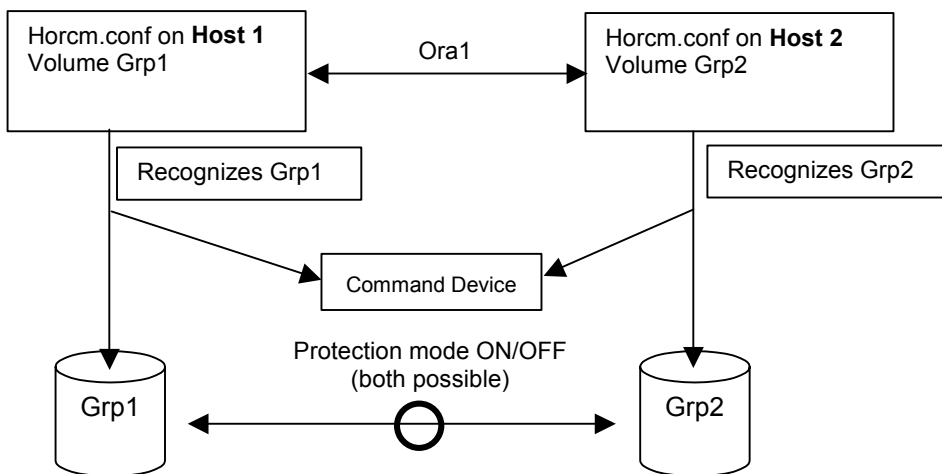 Horcm.conf on Host 1
Volume Grp1
Ora1
Horcm.conf on Host 2
Volume Grp2
Recognizes Grp1
Recognizes Grp2
Command Device
Protection mode ON/OFF
(both possible)
Grp1
Grp2